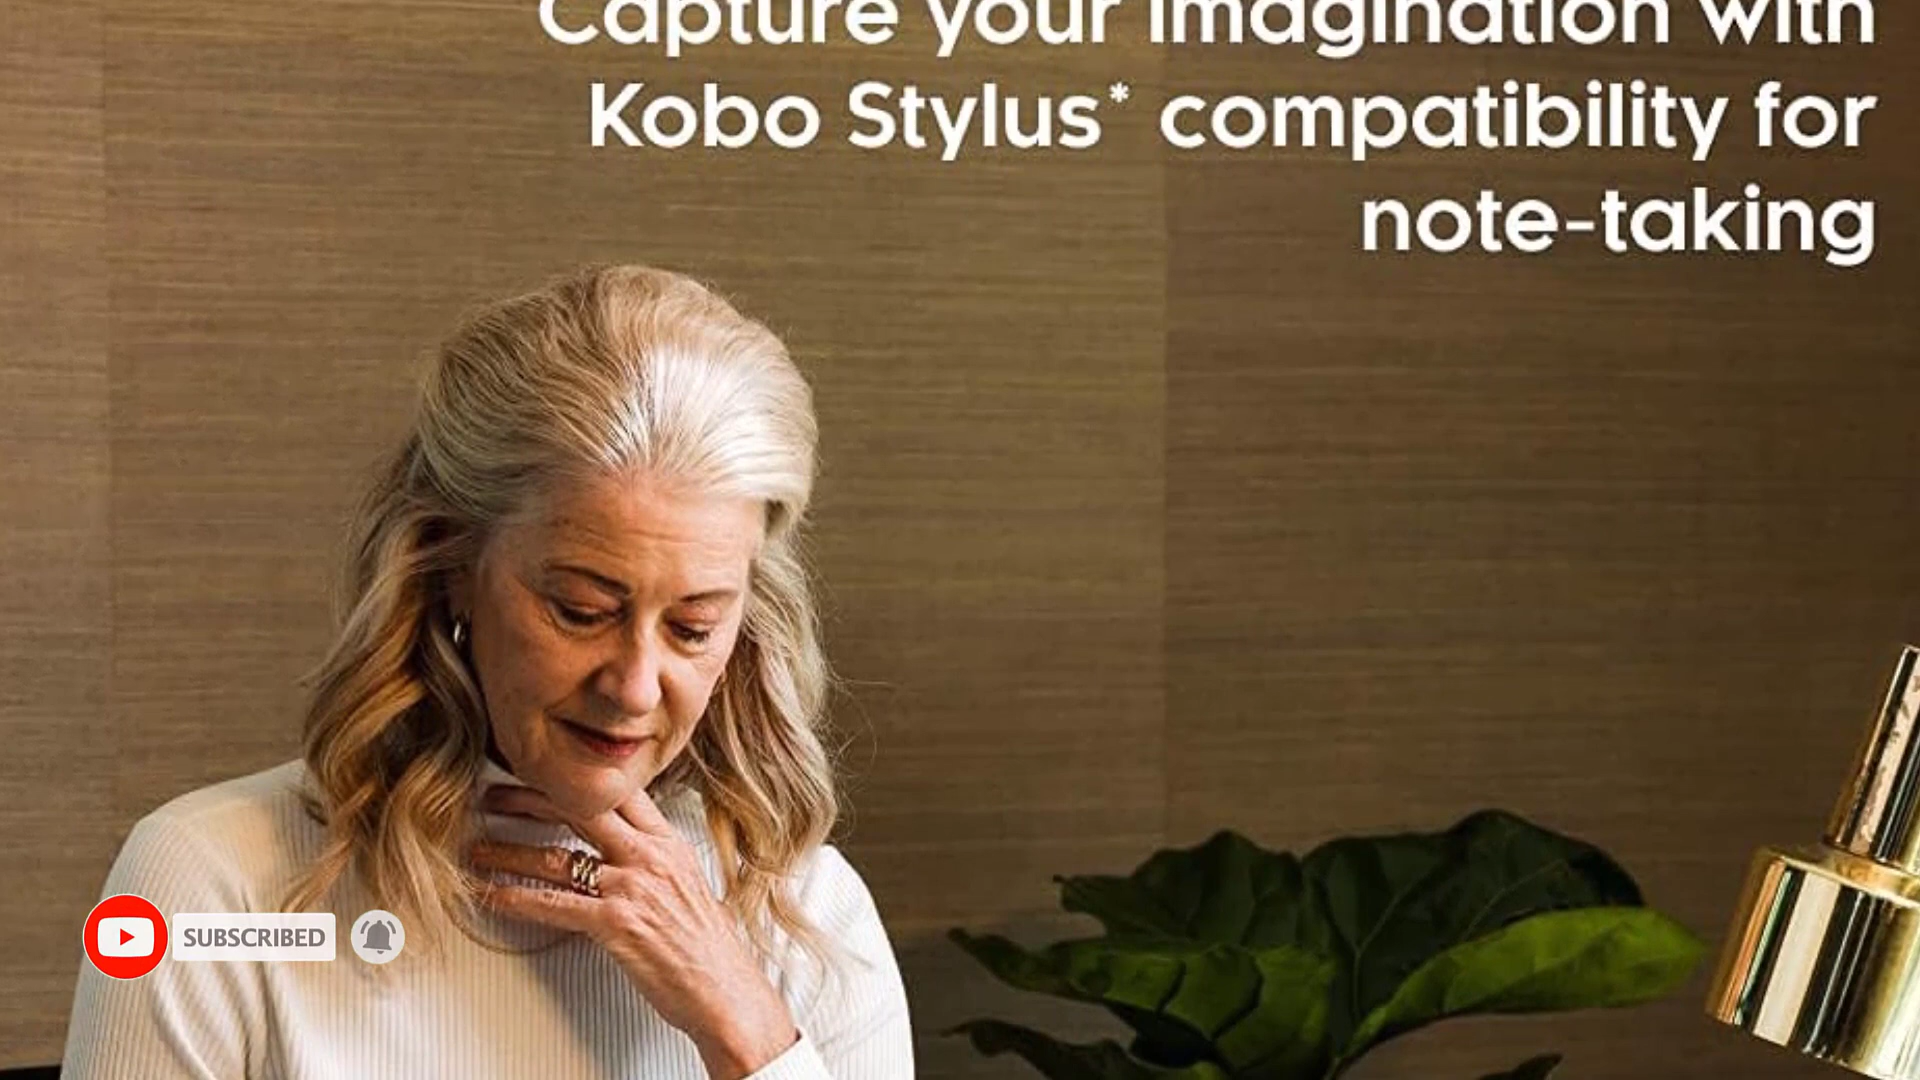 Capture your imagination with
Kobo Stylus* compatibility for
note-taking
SUBSCRIBED